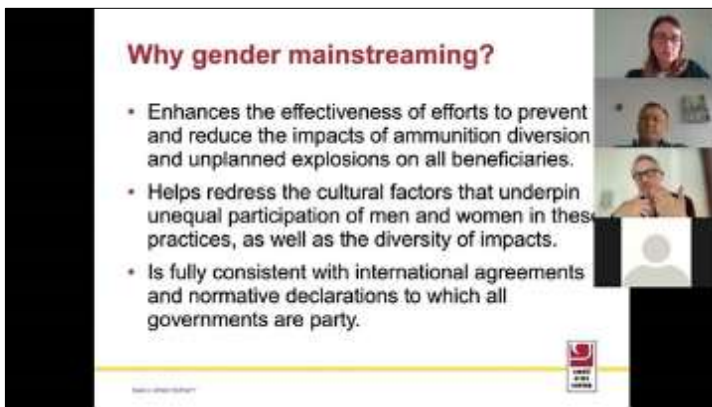 Why gender mainstreaming?
• Enhances the effectiveness of efforts to prevent
and reduce the impacts of ammunition diversion
and unplanned explosions on all beneficiaries.
• Helps redress the cultural factors that underpin
unequal participation of men and women in these
practices, as well as the diversity of impacts.
• Is fully consistent with international agreements
and normative declarations to which all
governments are party.